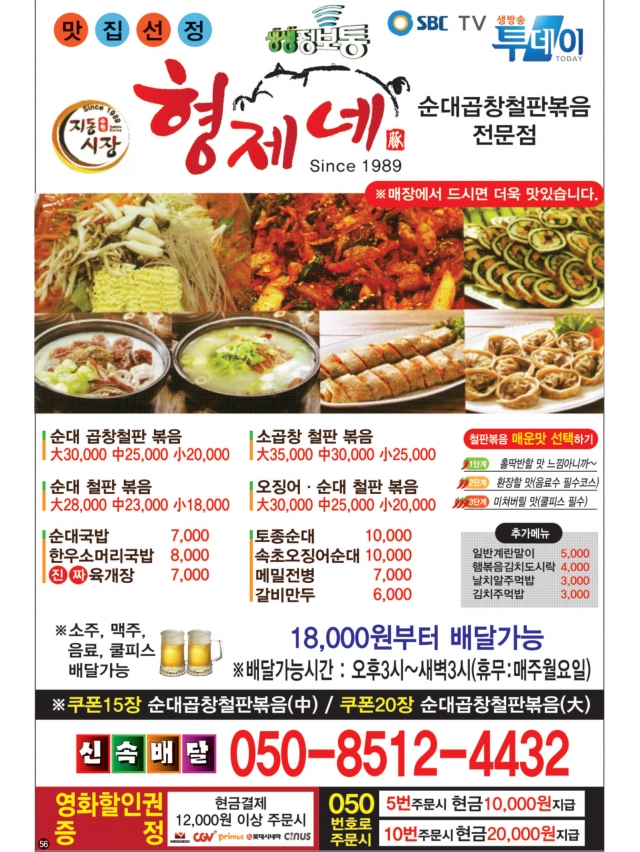 맛집선정
생생정보통
SBC TV 생방송 투데이
TODAY
Since 1989
지동시장
형제네
Since 1989
순대곱창철판볶음
전문점
※매장에서 드시면 더욱 맛있습니다.
순대 곱창철판 볶음
大30,000 中25,000 小20,000
소곱창 철판 볶음
大35,000 中30,000 小25,000
순대 철판 볶음
大28,000 中23,000 小18,000
오징어·순대 철판 볶음
大30,000 中25,000 小20,000
순대국밥 7,000
한우소머리국밥 8,000
진짜육개장 7,000
토종순대 10,000
속초오징어순대 10,000
메밀전병 7,000
갈비만두 6,000
철판볶음 매운맛 선택하기
1단계 홀딱반할 맛 느낌아니까~
2단계 환장할 맛(음료수 필수코스)
3단계 미쳐버릴 맛(쿨피스 필수)
추가메뉴
일반계란말이 5,000
햄볶음김치도시락 4,000
날치알주먹밥 3,000
김치주먹밥 3,000
※소주, 맥주,
음료, 쿨피스
배달가능
18,000원부터 배달가능
※배달가능시간 : 오후3시~새벽3시(휴무:매주월요일)
※쿠폰15장 순대곱창철판볶음(中) / 쿠폰20장 순대곱창철판볶음(大)
신속배달 050-8512-4432
영화할인권
증정
현금결제
12,000원 이상 주문시
MEGABOX CGV primus 롯데시네마 CINUS
050
번호로
주문시
5번주문시 현금10,000원지급
10번주문시 현금20,000원지급
56